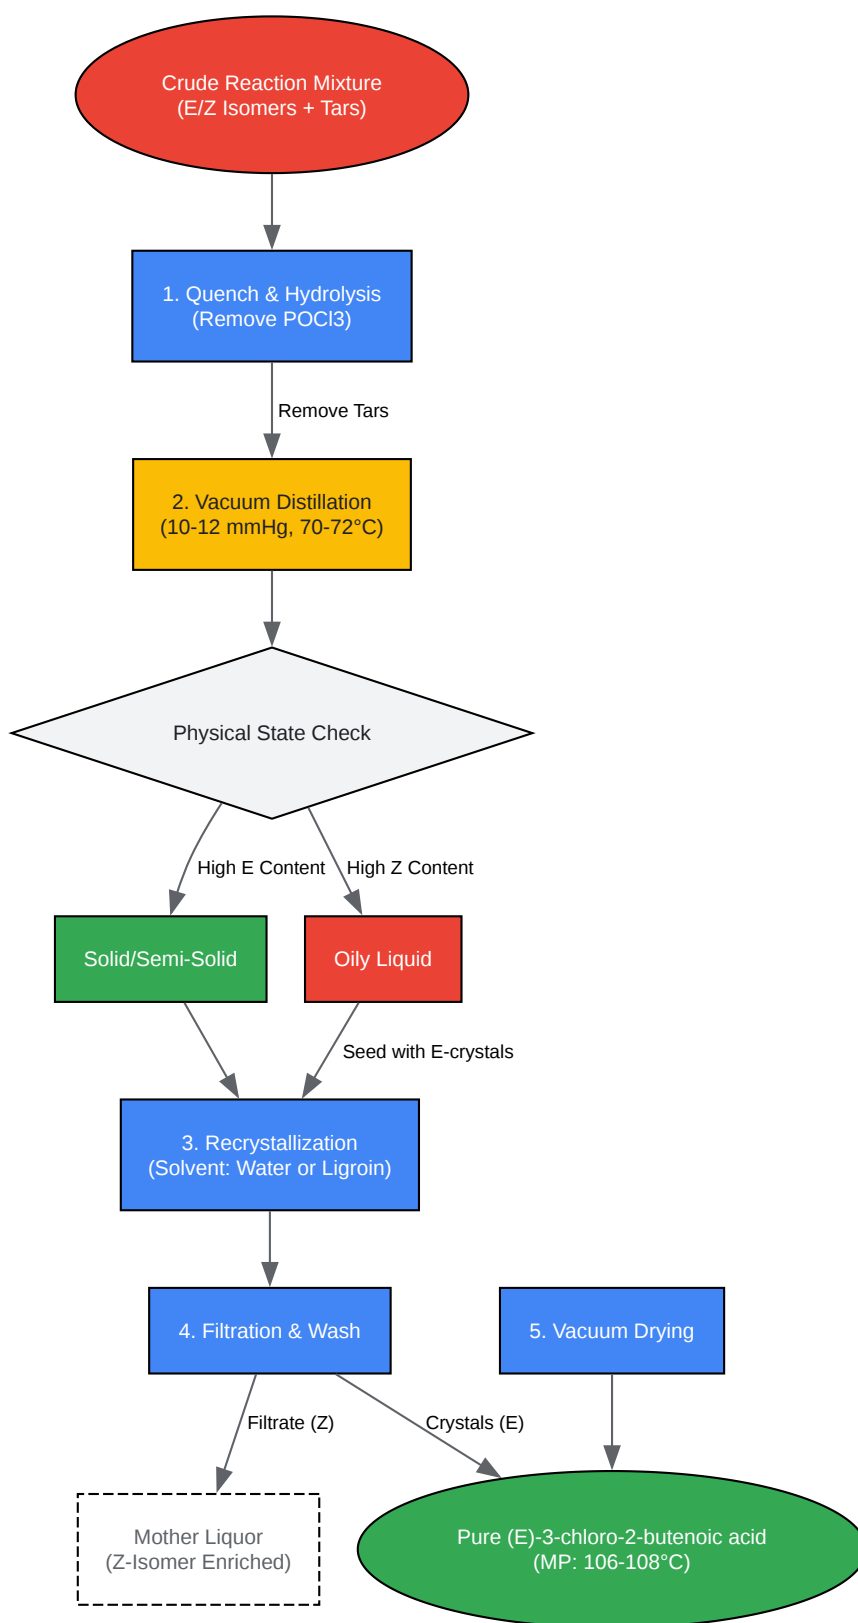 Crude Reaction Mixture
(E/Z Isomers + Tars)
1. Quench & Hydrolysis
(Remove POCl3)
Remove Tars
2. Vacuum Distillation
(10-12 mmHg, 70-72°C)
Physical State Check
High E Content
High Z Content
Solid/Semi-Solid
Oily Liquid
Seed with E-crystals
3. Recrystallization
(Solvent: Water or Ligroin)
4. Filtration & Wash
5. Vacuum Drying
Filtrate (Z)
Crystals (E)
Mother Liquor
(Z-Isomer Enriched)
Pure (E)-3-chloro-2-butenoic acid
(MP: 106-108°C)